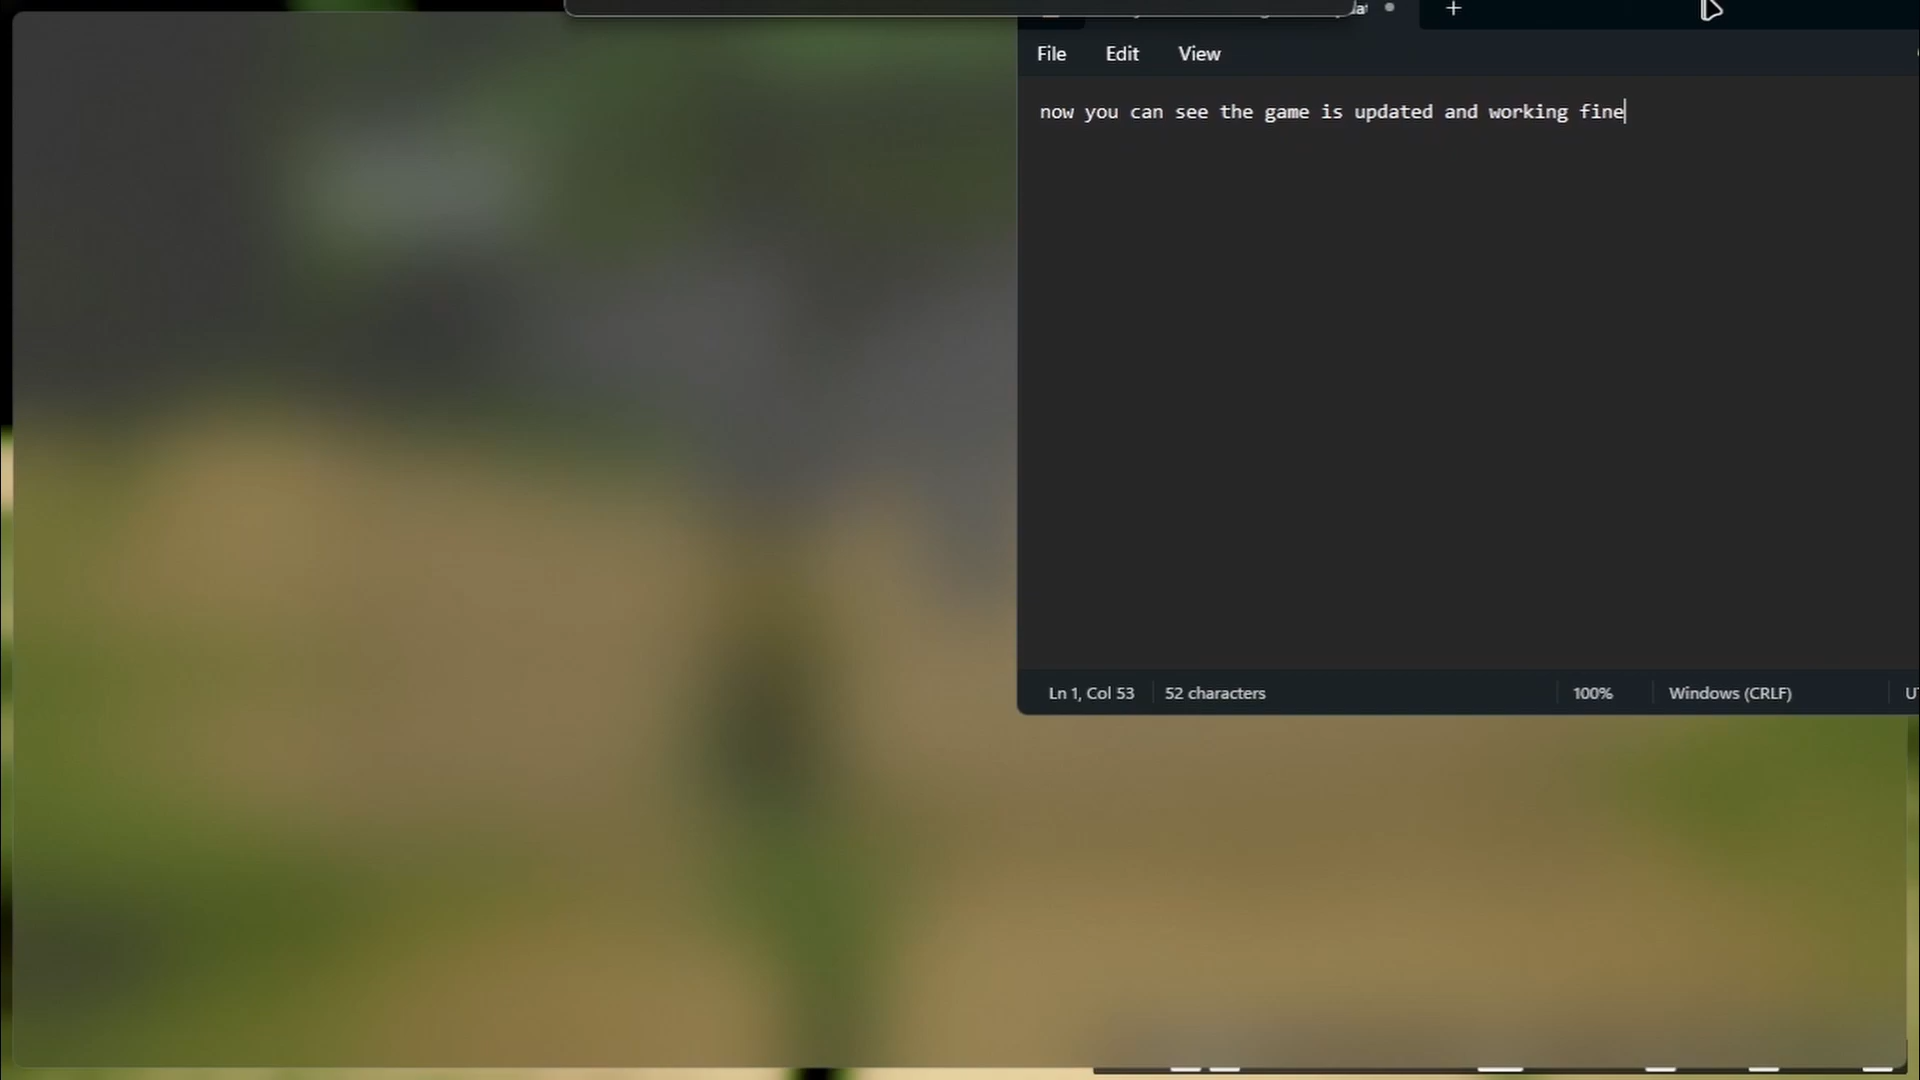 File Edit View
now you can see the game is updated and working fine
Ln 1, Col 53 52 characters 100% Windows (CRLF)